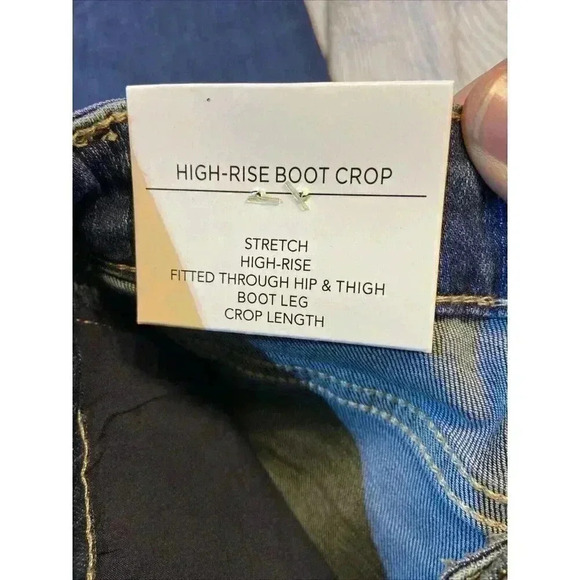 HIGH-RISE BOOT CROP
STRETCH
HIGH-RISE
FITTED THROUGH HIP & THIGH
BOOT LEG
CROP LENGTH